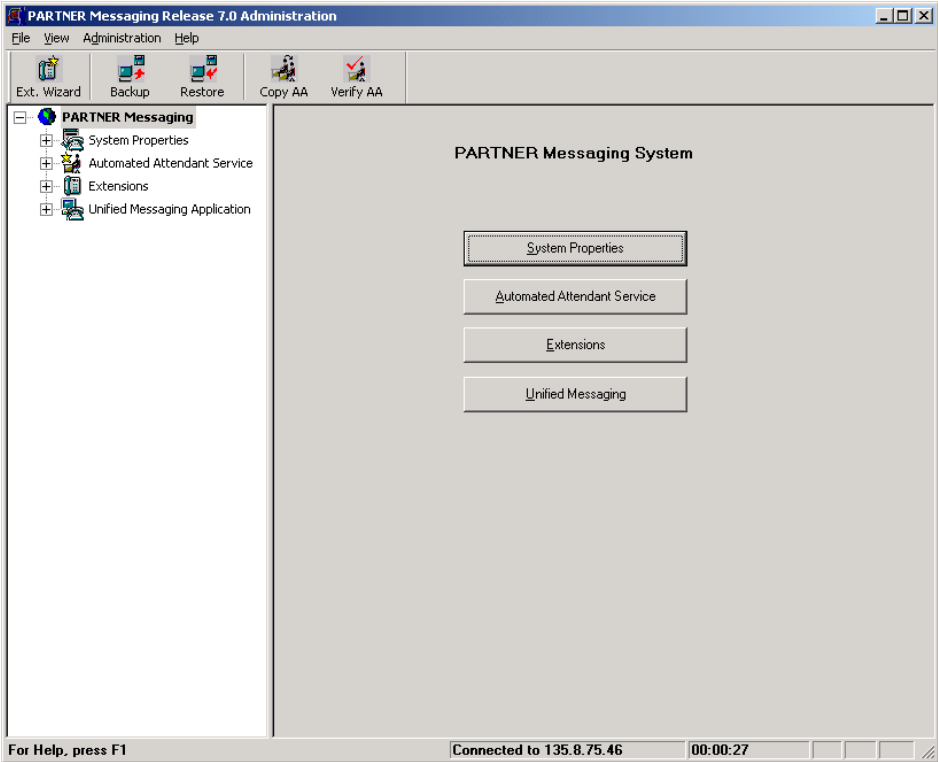 PARTNER Messaging Release 7.0 Administration
File View Administration Help
Ext. Wizard Backup Restore Copy AA Verify AA
PARTNER Messaging
System Properties
Automated Attendant Service
Extensions
Unified Messaging Application
PARTNER Messaging System
System Properties
Automated Attendant Service
Extensions
Unified Messaging
For Help, press F1 Connected to 135.8.75.46 00:00:27